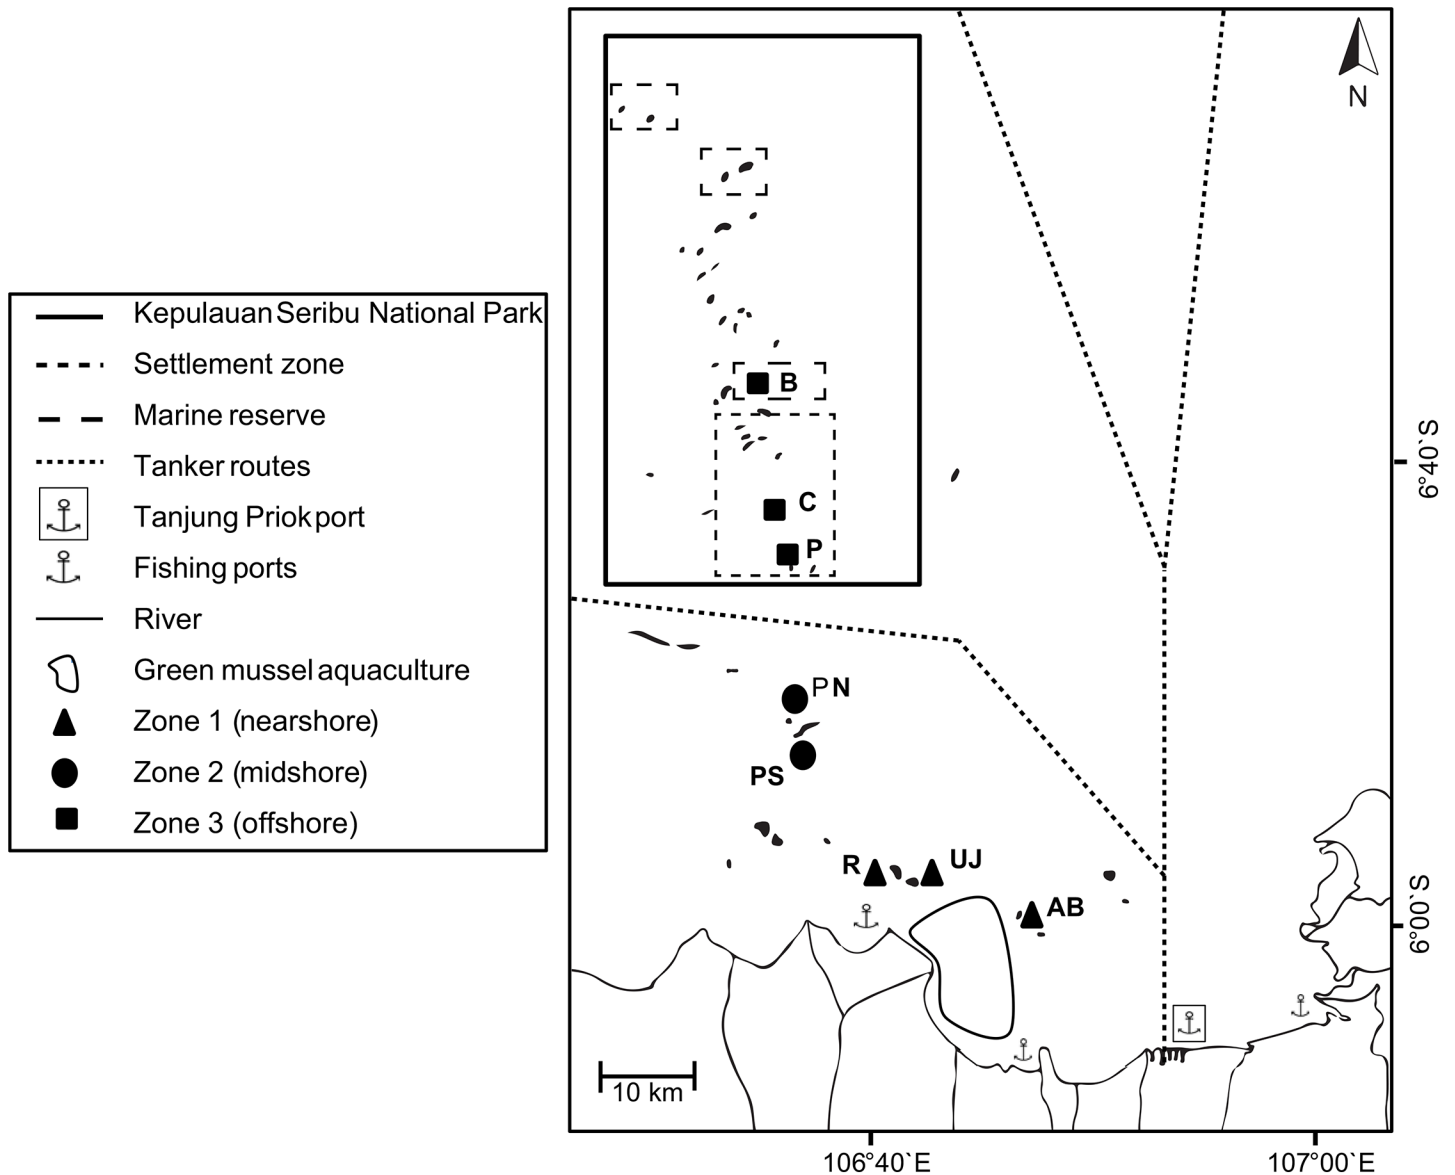 N
B
C
P
6°40`S
PN
PS
R
UJ
AB
6°00`S
10 km
106°40`E
107°00`E
Kepulauan Seribu National Park
Settlement zone
Marine reserve
Tanker routes
Tanjung Priok port
Fishing ports
River
Green mussel aquaculture
Zone 1 (nearshore)
Zone 2 (midshore)
Zone 3 (offshore)